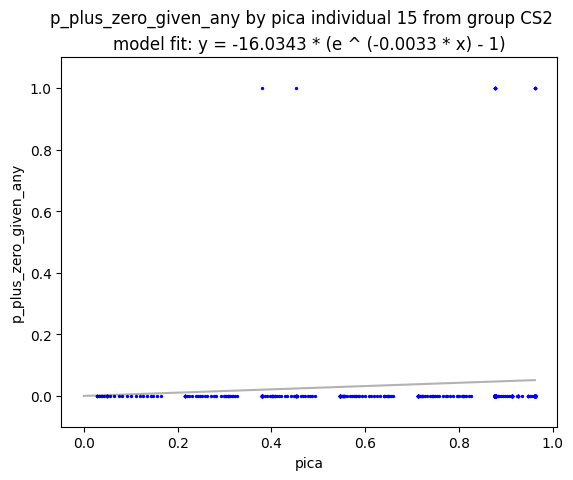 p_plus_zero_given_any by pica individual 15 from group CS2
model fit: y = -16.0343 * (e ^ (-0.0033 * x) - 1)
1.0
0.8
0.6
0.4
0.2
0.0
p_plus_zero_given_any
0.0 0.2 0.4 0.6 0.8 1.0
pica